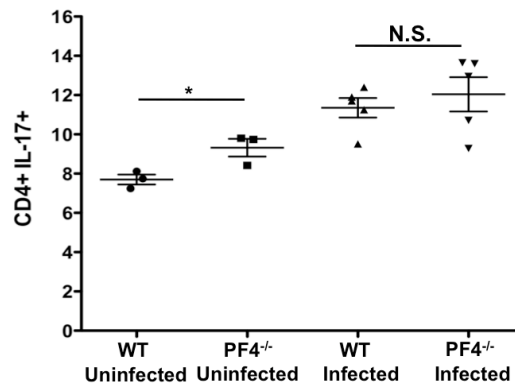 16
14
12
10
8
6
4
2
0
CD4+ IL-17+
*
N.S.
WT
Uninfected
PF4-/-
Uninfected
WT
Infected
PF4-/-
Infected